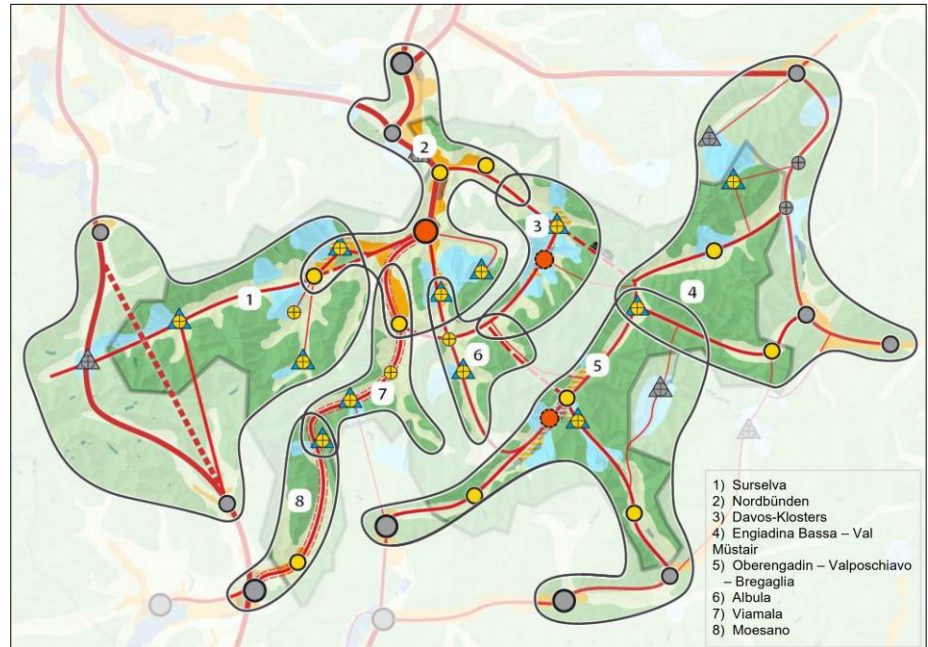 2
3
1
4
5
6
7
8
1) Surselva
2) Nordbünden
3) Davos-Klosters
4) Engiadina Bassa – Val
Müstair
5) Oberengadin – Valposchiavo
– Bregaglia
6) Albula
7) Viamala
8) Moesano